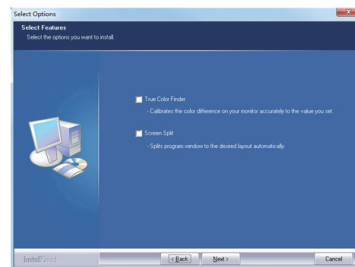 Select Options
Select Features
Select the options you want to install.
True Color Finder
- Calibrates the color difference on your monitor accurately to the value you set.
Screen Split
- Splits program window to the desired layout automatically.
InstallShield
< Back
Next >
Cancel